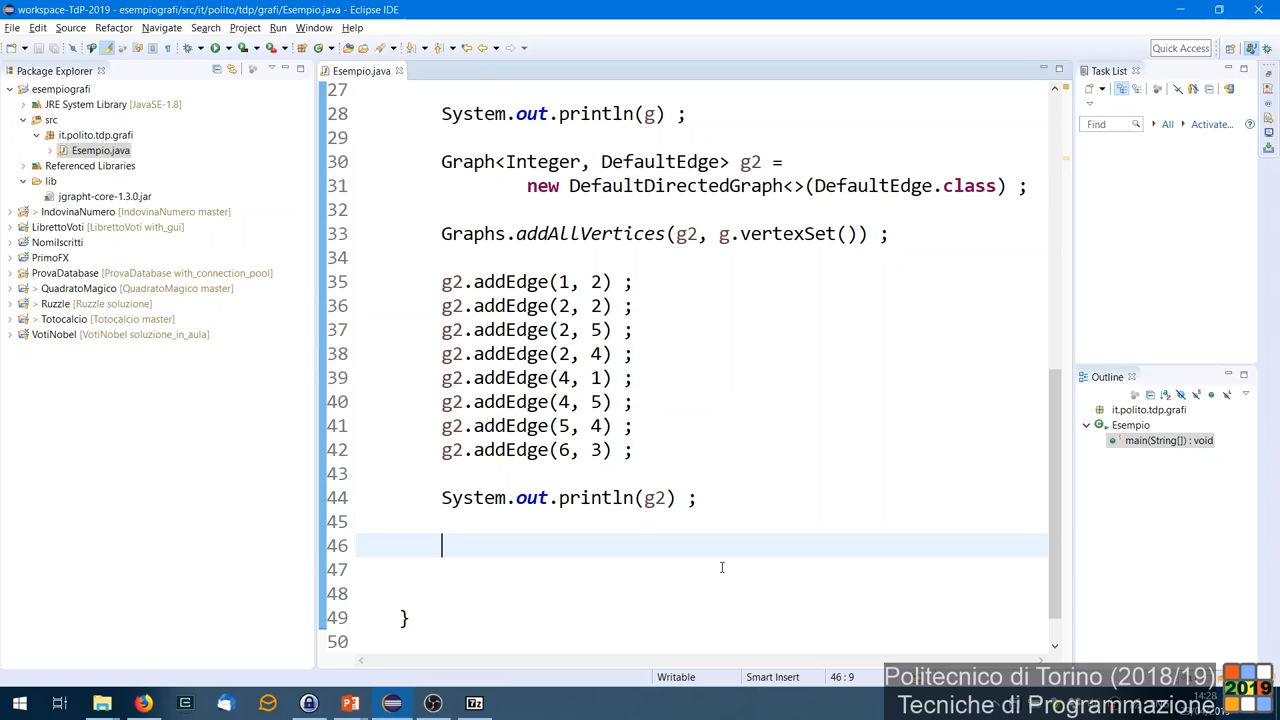 workspace-TdP-2019 - esempiografi/src/it/polito/tdp/grafi/Esempio.java - Eclipse IDE
File Edit Source Refactor Navigate Search Project Run Window Help
Quick Access
Package Explorer
esempiografi
JRE System Library [JavaSE-1.8]
src
it.polito.tdp.grafi
Esempio.java
Referenced Libraries
lib
jgrapht-core-1.3.0.jar
> IndovinaNumero [IndovinaNumero master]
LibrettoVoti [LibrettoVoti with_gui]
NomiIscritti
PrimoFX
ProvaDatabase [ProvaDatabase with_connection_pool]
> QuadratoMagico [QuadratoMagico master]
Ruzzle [Ruzzle soluzione]
> Totocalcio [Totocalcio master]
VotiNobel [VotiNobel soluzione_in_aula]
Esempio.java
27
28 System.out.println(g) ;
29
30 Graph<Integer, DefaultEdge> g2 =
31 new DefaultDirectedGraph<>(DefaultEdge.class) ;
32
33 Graphs.addAllVertices(g2, g.vertexSet()) ;
34
35 g2.addEdge(1, 2) ;
36 g2.addEdge(2, 2) ;
37 g2.addEdge(2, 5) ;
38 g2.addEdge(2, 4) ;
39 g2.addEdge(4, 1) ;
40 g2.addEdge(4, 5) ;
41 g2.addEdge(5, 4) ;
42 g2.addEdge(6, 3) ;
43
44 System.out.println(g2) ;
45
46
47
48
49 }
50
Task List
Find All Activate...
Outline
it.polito.tdp.grafi
Esempio
main(String[]) : void
Writable Smart Insert 46 : 9
Politecnico di Torino (2018/19)
Tecniche di Programmazione
2019
14:28